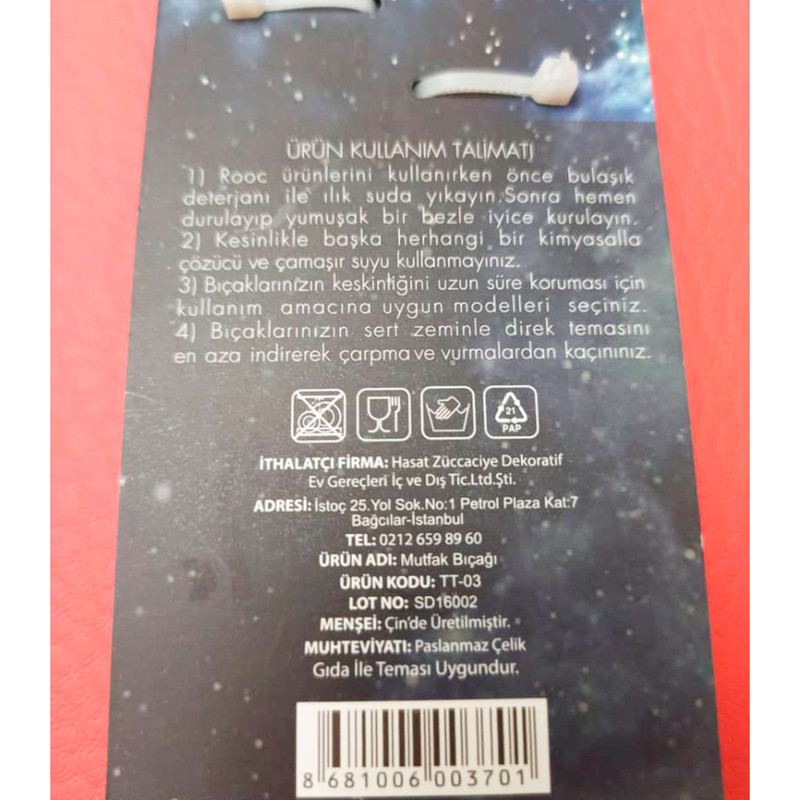 ÜRÜN KULLANIM TALİMATI
1) Rooc ürünlerini kullanırken önce bulaşık
deterjanı ile ılık suda yıkayın.Sonra hemen
durulayıp yumuşak bir bezle iyice kurulayın.
2) Kesinlikle başka herhangi bir kimyasalla
çözücü ve çamaşır suyu kullanmayınız.
3) Bıçaklarınızın keskintiğini uzun süre koruması için
kullanım amacına uygun modelleri seçiniz.
4) Bıçaklarınızın sert zeminle direk temasını
en aza indirerek çarpma ve vurmalardan kaçınınız.
21
PAP
İTHALATÇI FİRMA: Hasat Züccaciye Dekoratif
Ev Gereçleri İç ve Dış Tic.Ltd.Şti.
ADRESİ: İstoç 25.Yol Sok.No:1 Petrol Plaza Kat:7
Bağcılar-İstanbul
TEL: 0212 659 89 60
ÜRÜN ADI: Mutfak Bıçağı
ÜRÜN KODU: TT-03
LOT NO: SD16002
MENŞEİ: Çin'de Üretilmiştir.
MUHTEVİYATI: Paslanmaz Çelik
Gıda İle Teması Uygundur.
8 681006 003701